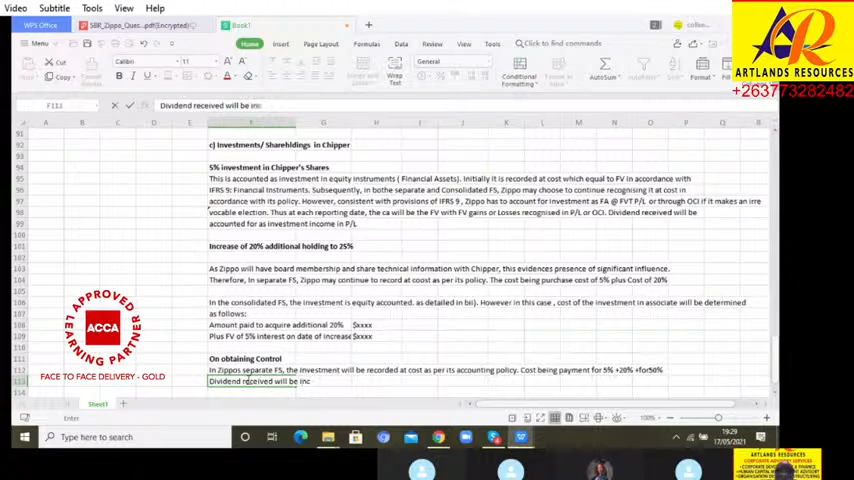 Video Subtitle Tools View Help
WPS Office SBR_Zippo_Ques....pdf(Encrypted) Book1
Menu Home Insert Page Layout Formulas Data Review View Tools Click to find commands
Cut Copy Calibri 11 General
Wrap Text Conditional Formatting AutoSum Format
F113 Dividend received will be inc
c) Investments/ Shareholdings in Chipper
5% investment in Chipper's Shares
This is accounted as investment in equity instruments ( Financial Assets). Initially it is recorded at cost which equal to FV in accordance with
IFRS 9: Financial Instruments. Subsequently, in bothe separate and Consolidated FS, Zippo may choose to continue recognising it at cost in
accordance with its policy. However, consistent with provisions of IFRS 9 , Zippo has to account for Investment as FA @ FVT P/L or through OCI if it makes an irre
vocable election. Thus at each reporting date, the ca will be the FV with FV gains or Losses recognised in P/L or OCI. Dividend received will be
accounted for as investment income in P/L
Increase of 20% additional holding to 25%
As Zippo will have board membership and share technical information with Chipper, this evidences presence of significant influence.
Therefore, In separate FS, Zippo may continue to record at coost as per its policy. The cost being purchase cost of 5% plus Cost of 20%
In the consolidated FS, the investment is equity accounted. as detailed in bii). However in this case , cost of the investment in associate will be determined
as follows:
Amount paid to acquire additional 20% $xxxx
Plus FV of 5% interest on date of increase $xxxx
On obtaining Control
In Zippos separate FS, the investment will be recorded at cost as per its accounting policy. Cost being payment for 5% +20% +for50%
Dividend received will be inc
Sheet1
Enter 100%
Type here to search 19:29
17/05/2021
ARTLANDS RESOURCES
+263773282482
APPROVED
ACCA
LEARNING PARTNER
FACE TO FACE DELIVERY - GOLD
ARTLANDS RESOURCES